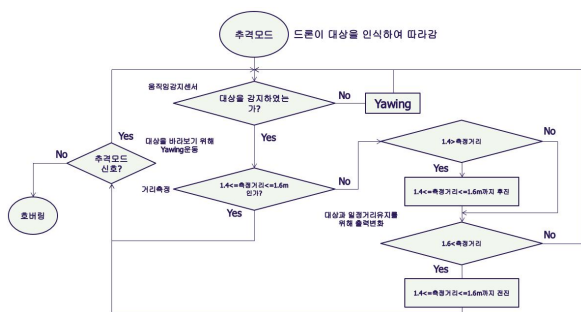 추격모드
드론이 대상을 인식하여 따라감
움직임감지센서
대상을 감지하였는
가?
No
Yawing
Yes
대상을 바라보기 위해
Yawing운동
Yes
추격모드
신호?
No
호버링
거리측정
1.4<=측정거리<=1.6m
인가?
No
Yes
1.4>측정거리
No
Yes
1.4<=측정거리<=1.6m까지 후진
대상과 일정거리유지를
위해 출력변화
1.6<측정거리
No
Yes
1.4<=측정거리<=1.6m까지 전진